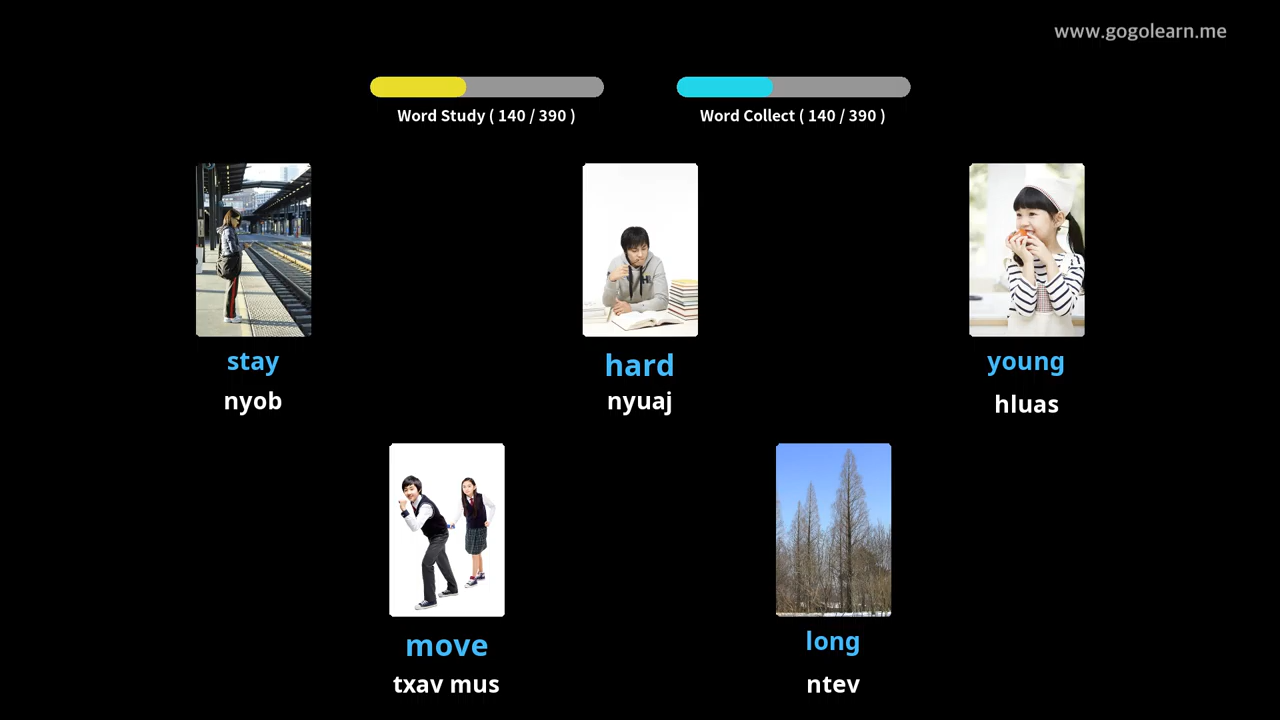 www.gogolearn.me
Word Study ( 140 / 390 )
Word Collect ( 140 / 390 )
stay
nyob
hard
nyuaj
young
hluas
move
txav mus
long
ntev